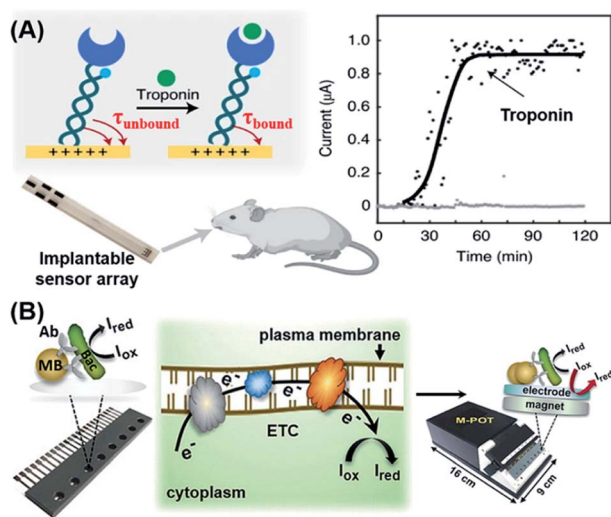 (A)
Troponin
τunbound
τbound
+++++
+++++
Implantable
sensor array
Current (μA)
1.0
0.8
0.6
0.4
0.2
0
Troponin
0
30
60
90
120
Time (min)
(B)
Ab
MB
Bac
Ired
Iox
plasma membrane
e-
e-
e-
e-
ETC
Iox
Ired
cytoplasm
Ired
Iox
Ired
electrode
magnet
M-POT
16 cm
9 cm